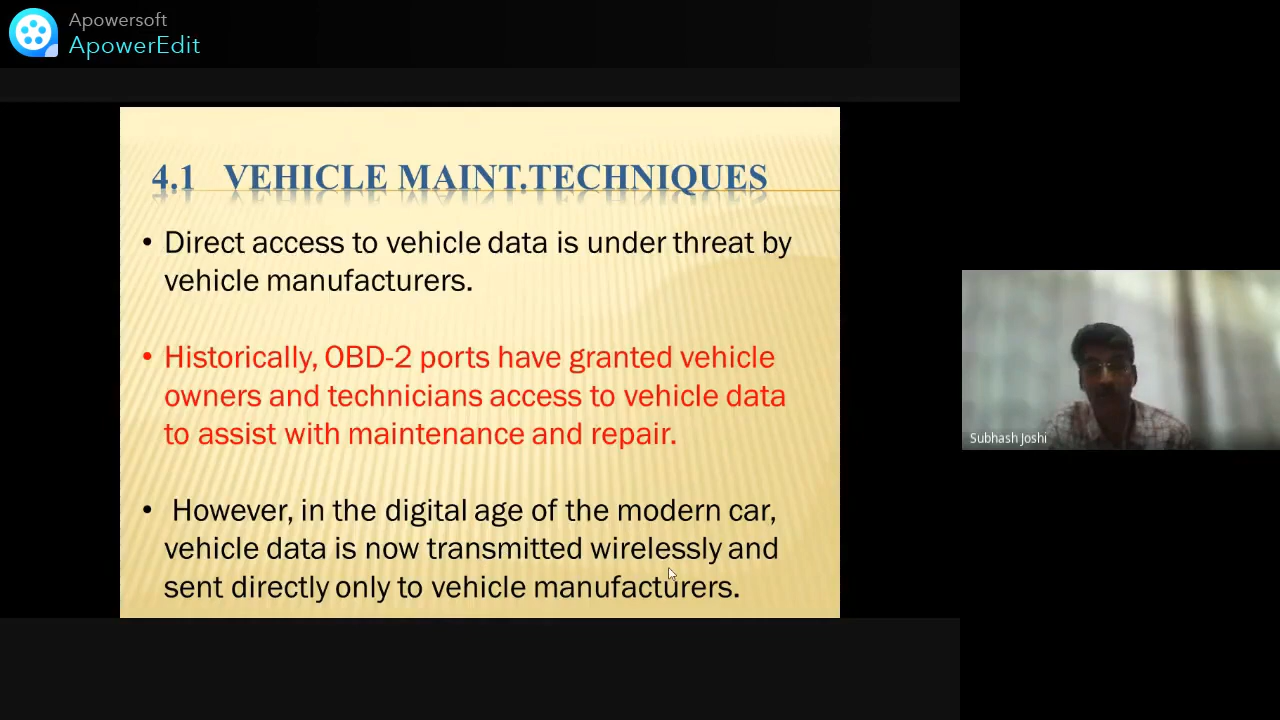 Apowersoft
ApowerEdit
4.1 VEHICLE MAINT.TECHNIQUES
• Direct access to vehicle data is under threat by
vehicle manufacturers.
• Historically, OBD-2 ports have granted vehicle
owners and technicians access to vehicle data
to assist with maintenance and repair.
• However, in the digital age of the modern car,
vehicle data is now transmitted wirelessly and
sent directly only to vehicle manufacturers.
Subhash Joshi